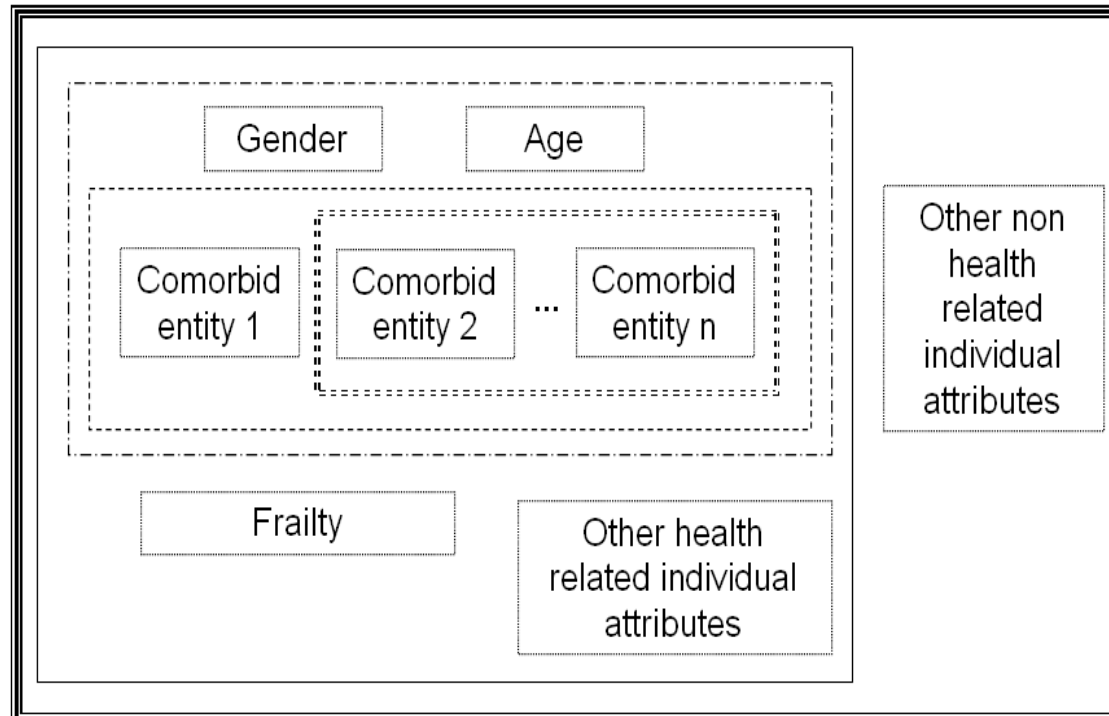 Gender
Age
Comorbid
entity 1
Comorbid
entity 2
...
Comorbid
entity n
Other non
health
related
individual
attributes
Frailty
Other health
related individual
attributes